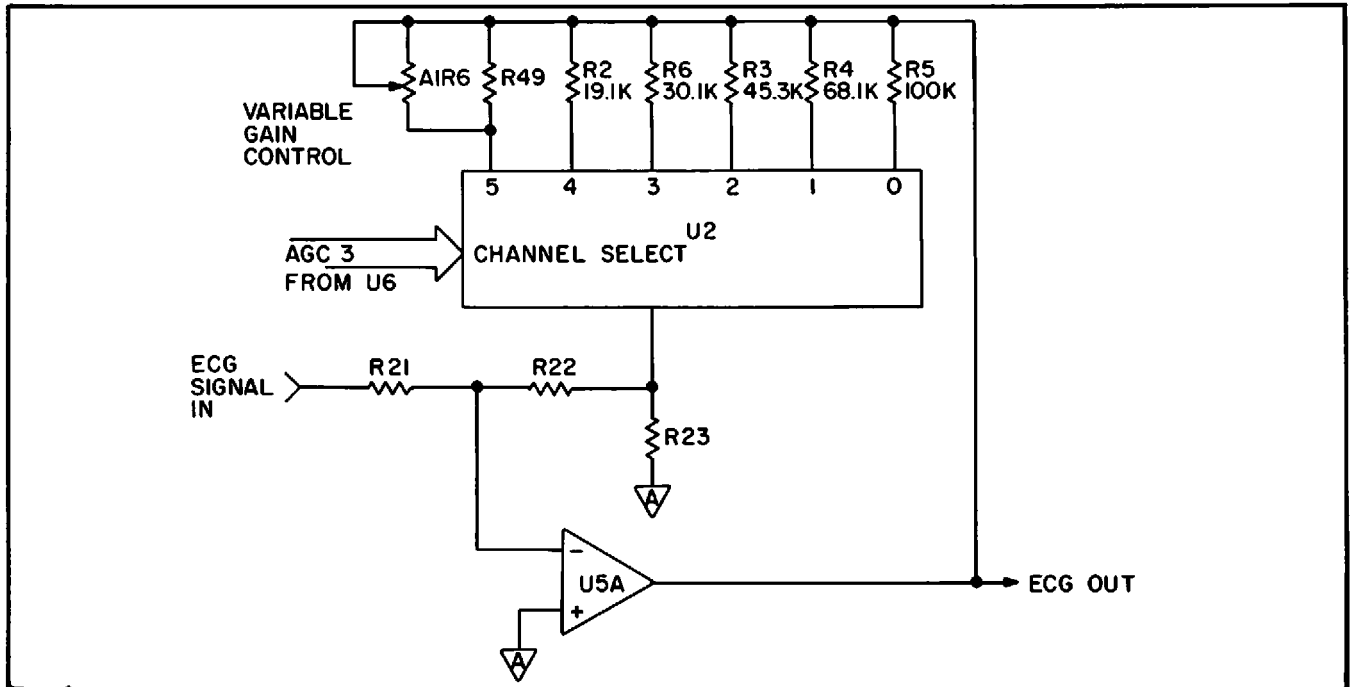 A1R6
R49
R2
19.1K
R6
30.1K
R3
45.3K
R4
68.1K
R5
100K
VARIABLE
GAIN
CONTROL
5 4 3 2 1 0
U2
AGC 3
FROM U6
CHANNEL SELECT
ECG
SIGNAL
IN
R21
R22
R23
A
-
U5A
+
ECG OUT
A